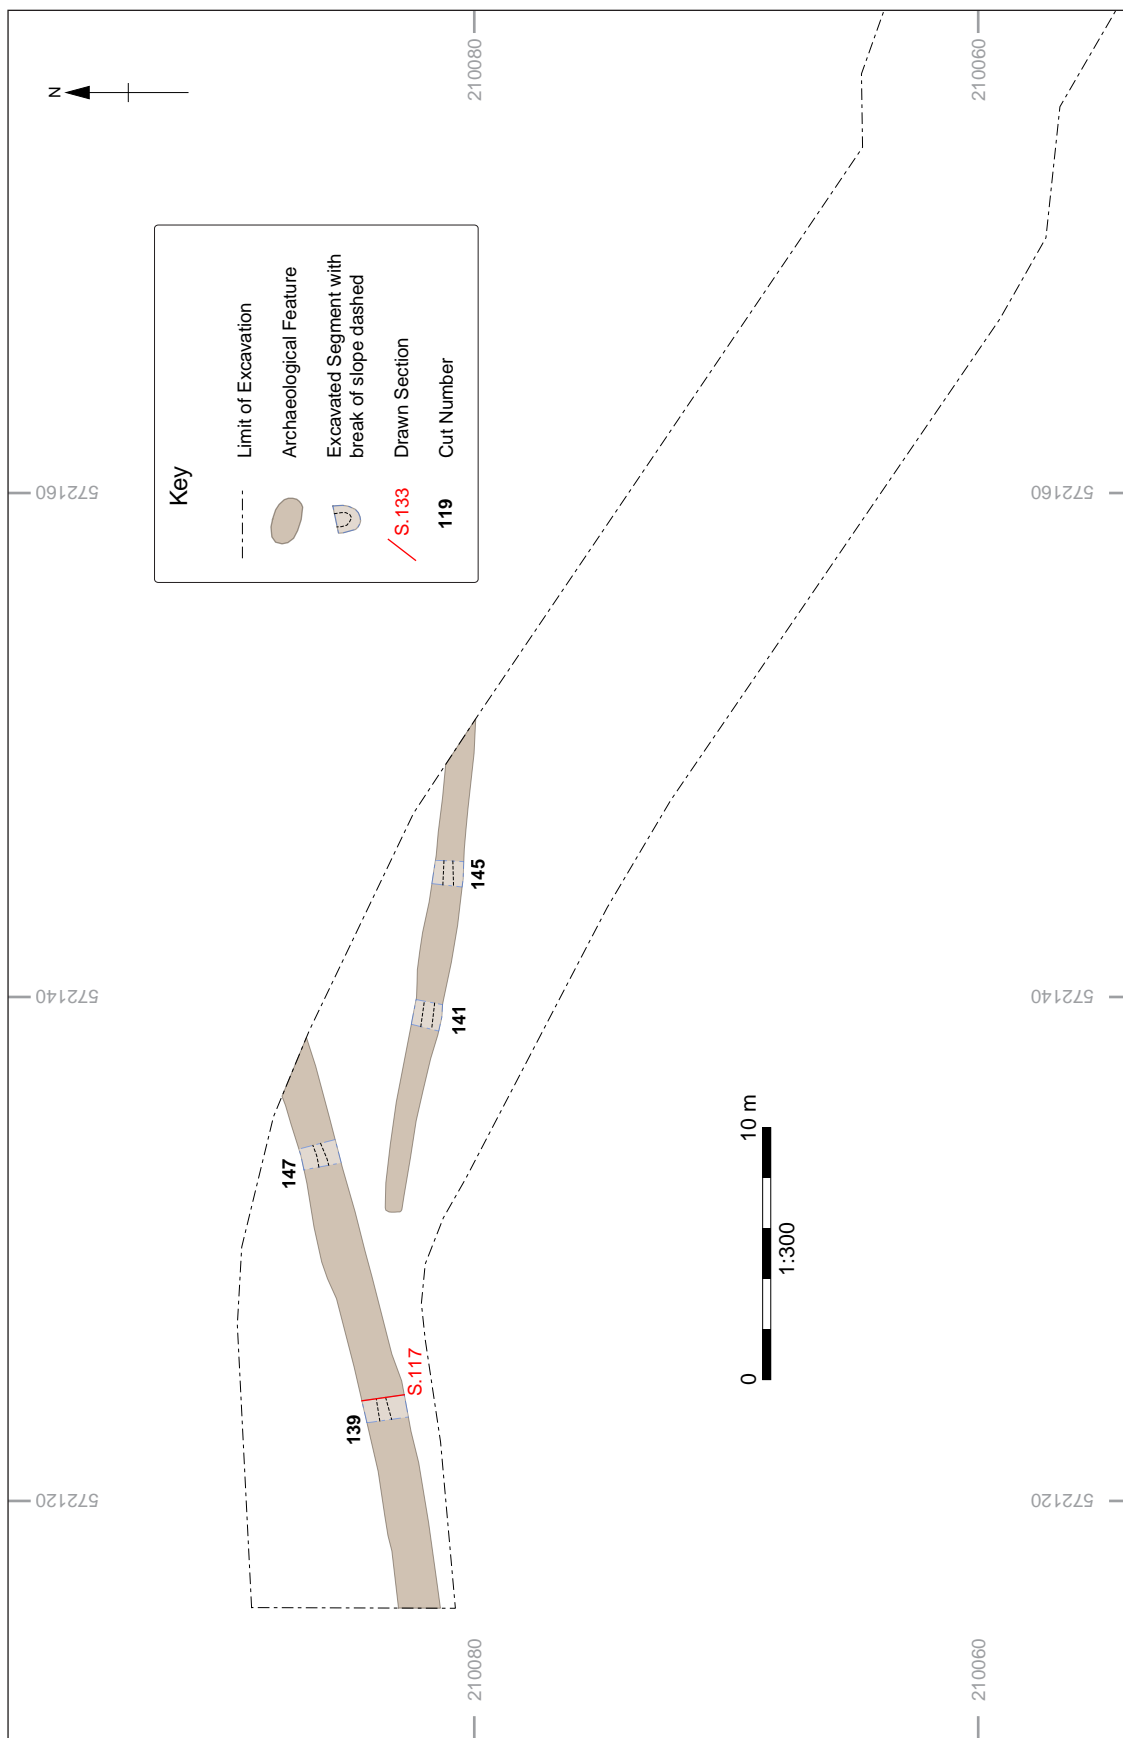 N
210080
210060
Key
Limit of Excavation
Archaeological Feature
Excavated Segment with
break of slope dashed
S.133
Drawn Section
119
Cut Number
572160
572160
145
141
572140
572140
147
139
S.117
0
10 m
1:300
572120
572120
210080
210060